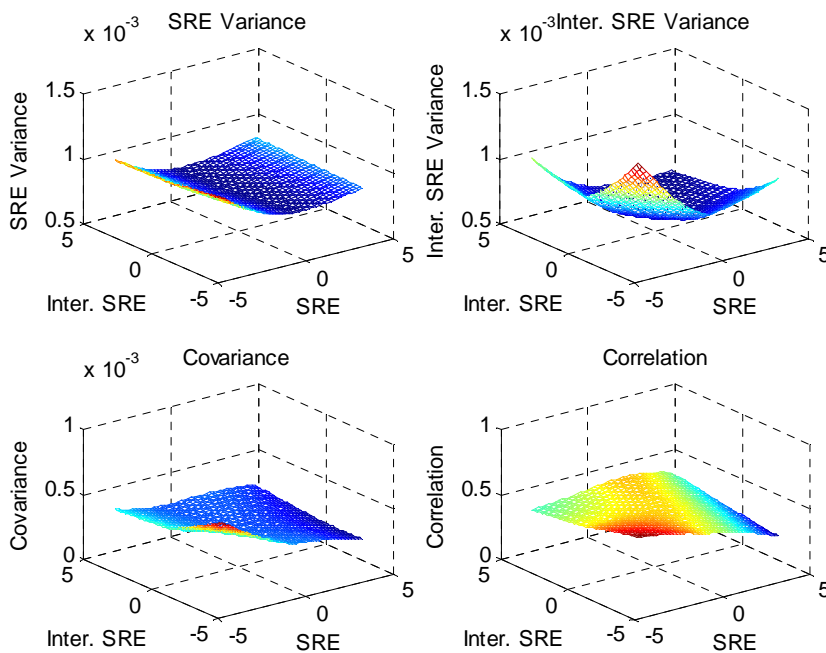 x 10-3
SRE Variance
1.5
1
0.5
5
0
-5
-5
0
5
SRE Variance
Inter. SRE
SRE
x 10-3
Inter. SRE Variance
1.5
1
0.5
5
0
-5
-5
0
5
Inter. SRE Variance
Inter. SRE
SRE
x 10-3
Covariance
1
0.5
0
5
0
-5
-5
0
5
Covariance
Inter. SRE
SRE
Correlation
1
0.5
0
5
0
-5
-5
0
5
Correlation
Inter. SRE
SRE